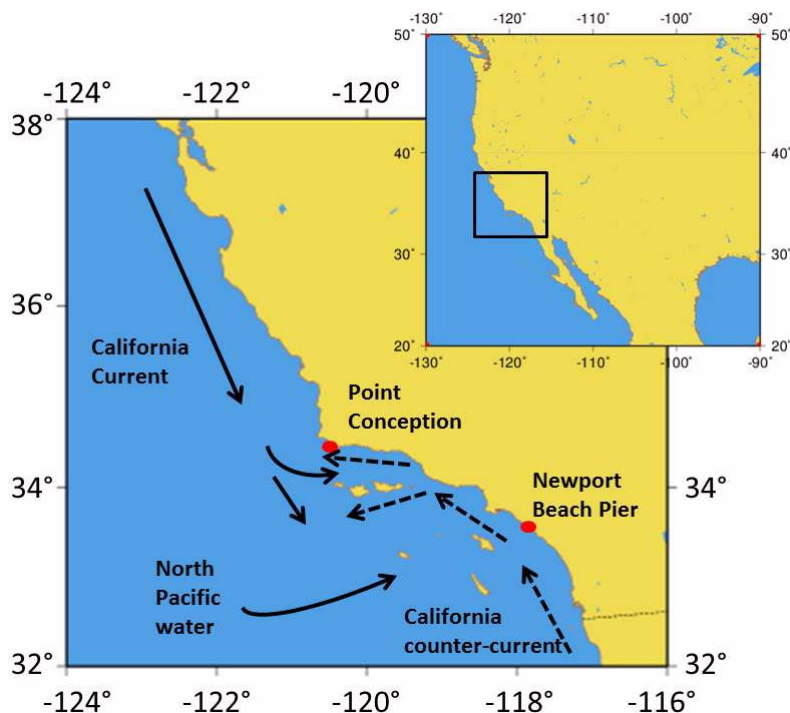 -130˚ -120˚ -110˚ -100˚ -90˚
50˚ 50˚
40˚ 40˚
30˚ 30˚
20˚ 20˚
-130˚ -120˚ -110˚ -100˚ -90˚
-124˚ -122˚ -120˚
38˚
36˚
California
Current
Point
Conception
34˚ 34˚
Newport
Beach Pier
North
Pacific
water
California
counter-current
32˚ 32˚
-124˚ -122˚ -120˚ -118˚ -116˚